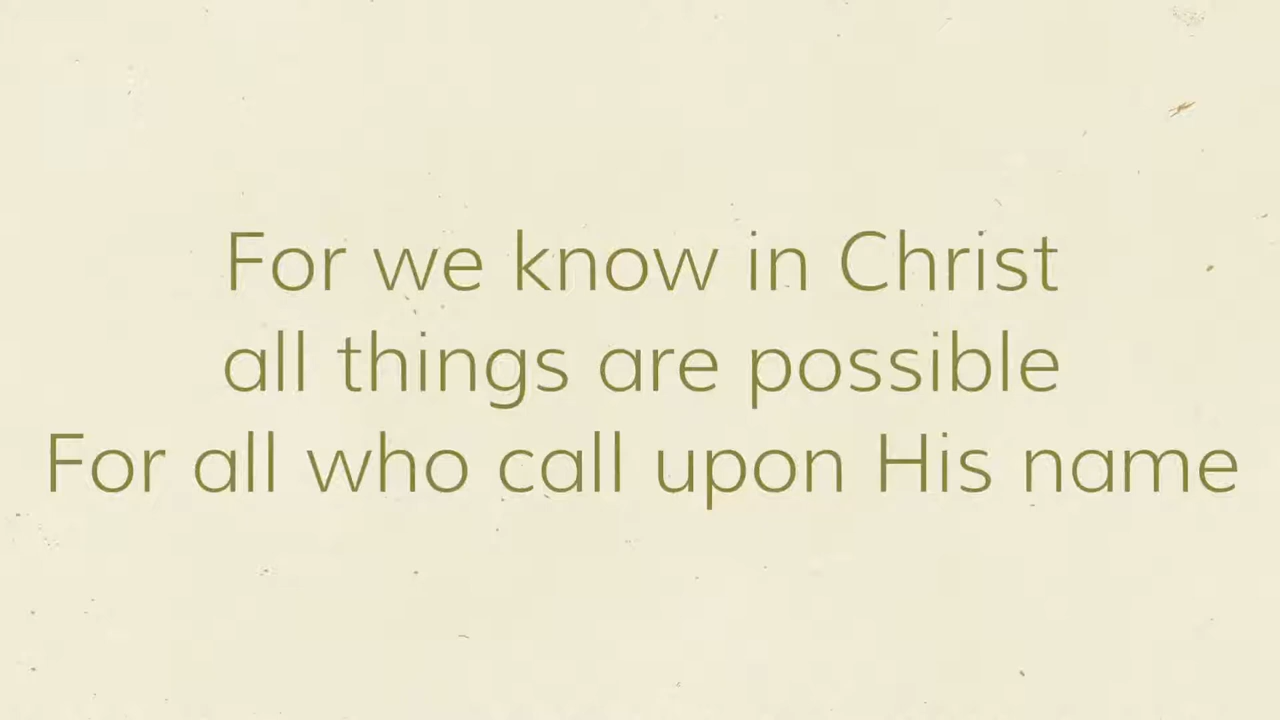 For we know in Christ
all things are possible
For all who call upon His name